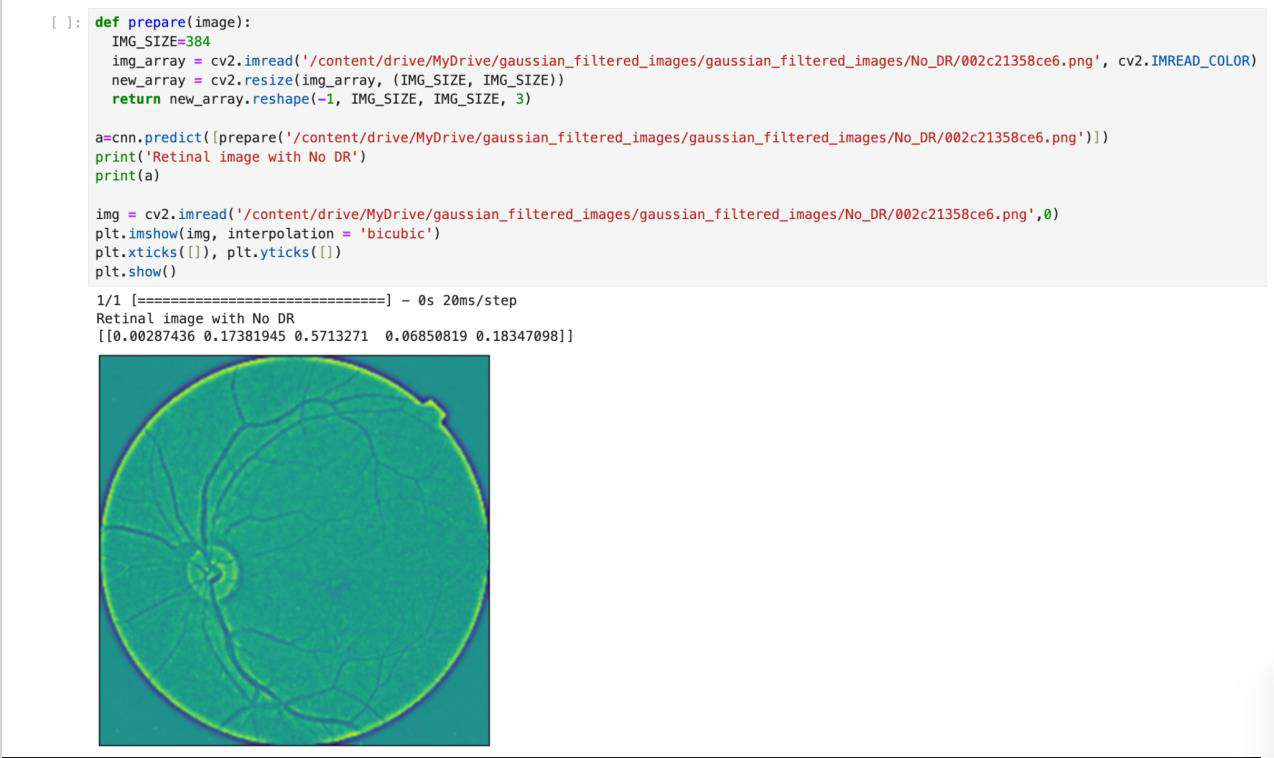 [ ]: def prepare(image):
IMG_SIZE=384
img_array = cv2.imread('/content/drive/MyDrive/gaussian_filtered_images/gaussian_filtered_images/No_DR/002c21358ce6.png', cv2.IMREAD_COLOR)
new_array = cv2.resize(img_array, (IMG_SIZE, IMG_SIZE))
return new_array.reshape(-1, IMG_SIZE, IMG_SIZE, 3)
a=cnn.predict([prepare('/content/drive/MyDrive/gaussian_filtered_images/gaussian_filtered_images/No_DR/002c21358ce6.png')])
print('Retinal image with No DR')
print(a)
img = cv2.imread('/content/drive/MyDrive/gaussian_filtered_images/gaussian_filtered_images/No_DR/002c21358ce6.png',0)
plt.imshow(img, interpolation = 'bicubic')
plt.xticks([]), plt.yticks([])
plt.show()
1/1 [==============================] - 0s 20ms/step
Retinal image with No DR
[[0.00287436 0.17381945 0.5713271  0.06850819 0.18347098]]